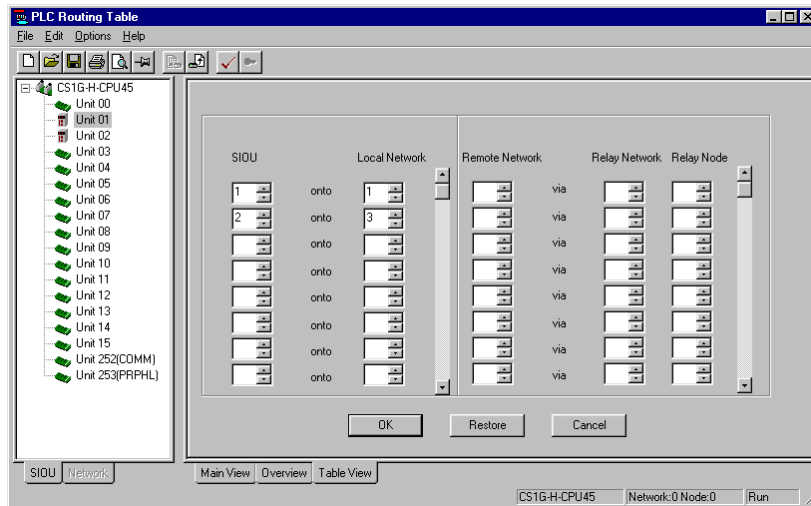 PLC Routing Table
File Edit Options Help
CS1G-H-CPU45
Unit 00
Unit 01
Unit 02
Unit 03
Unit 04
Unit 05
Unit 06
Unit 07
Unit 08
Unit 09
Unit 10
Unit 11
Unit 12
Unit 13
Unit 14
Unit 15
Unit 252(COMM)
Unit 253(PRPHL)
SIOU Network
SIOU Local Network Remote Network Relay Network Relay Node
1 onto 1 via
2 onto 3 via
onto via
onto via
onto via
onto via
onto via
onto via
OK Restore Cancel
Main View Overview Table View
CS1G-H-CPU45 Network:0 Node:0 Run